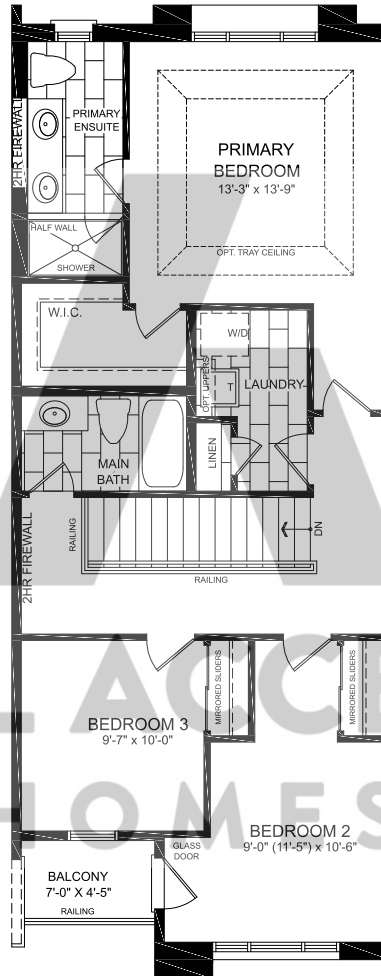 2HR FIREWALL
PRIMARY
ENSUITE
PRIMARY
BEDROOM
13'-3" x 13'-9"
OPT. TRAY CEILING
HALF WALL
SHOWER
W.I.C.
W/D
OPT. UPPERS
T
LAUNDRY
LINEN
MAIN
BATH
2HR FIREWALL
RAILING
DN
RAILING
MIRRORED SLIDERS
MIRRORED SLIDERS
BEDROOM 3
9'-7" x 10'-0"
L ACC
HOMES
BEDROOM 2
9'-0" (11'-5") x 10'-6"
GLASS
DOOR
BALCONY
7'-0" X 4'-5"
RAILING